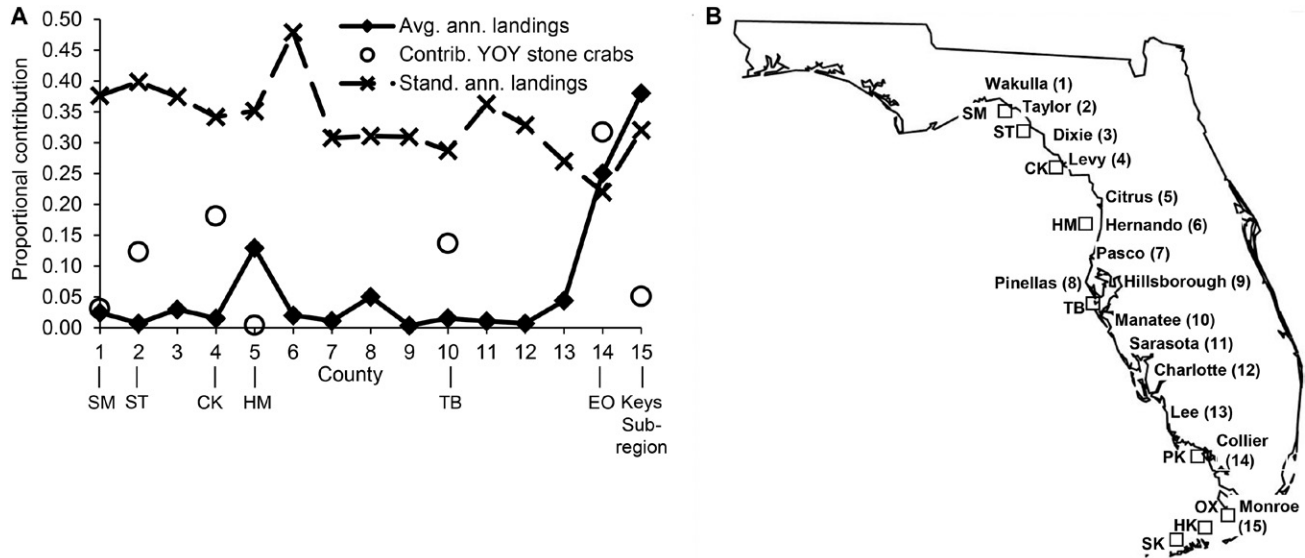 A
Proportional contribution
0.50
0.45
0.40
0.35
0.30
0.25
0.20
0.15
0.10
0.05
0.00
Avg. ann. landings
Contrib. YOY stone crabs
Stand. ann. landings
1 2 3 4 5 6 7 8 9 10 11 12 13 14 15
County
SM ST CK HM TB EO Keys
Sub-
region
B
Wakulla (1)
SM Taylor (2)
ST Dixie (3)
CK Levy (4)
Citrus (5)
HM Hernando (6)
Pasco (7)
Pinellas (8) Hillsborough (9)
TB
Manatee (10)
Sarasota (11)
Charlotte (12)
Lee (13)
Collier
PK (14)
OX Monroe
HK (15)
SK